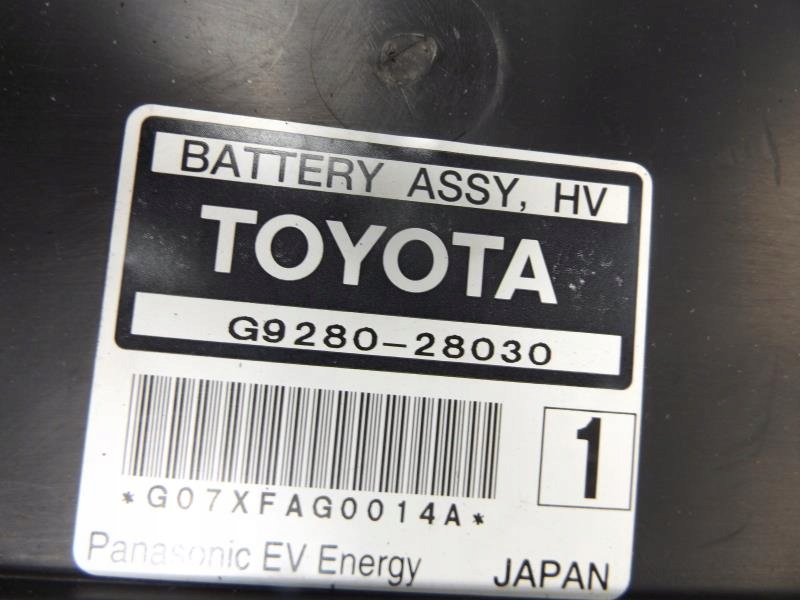 BATTERY ASSY, HV
TOYOTA
G9280-28030
1
*G07XFAG0014A*
Panasonic EV Energy JAPAN